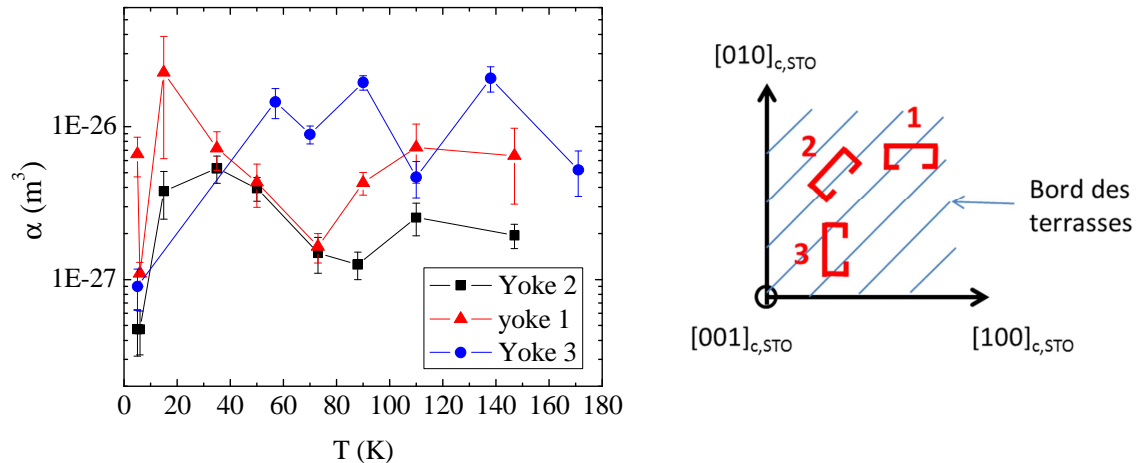 1E-26
1E-27
α (m³)
0 20 40 60 80 100 120 140 160 180
T (K)
Yoke 2
yoke 1
Yoke 3
[010]c,STO
1
2
3
Bord des
terrasses
[001]c,STO
[100]c,STO